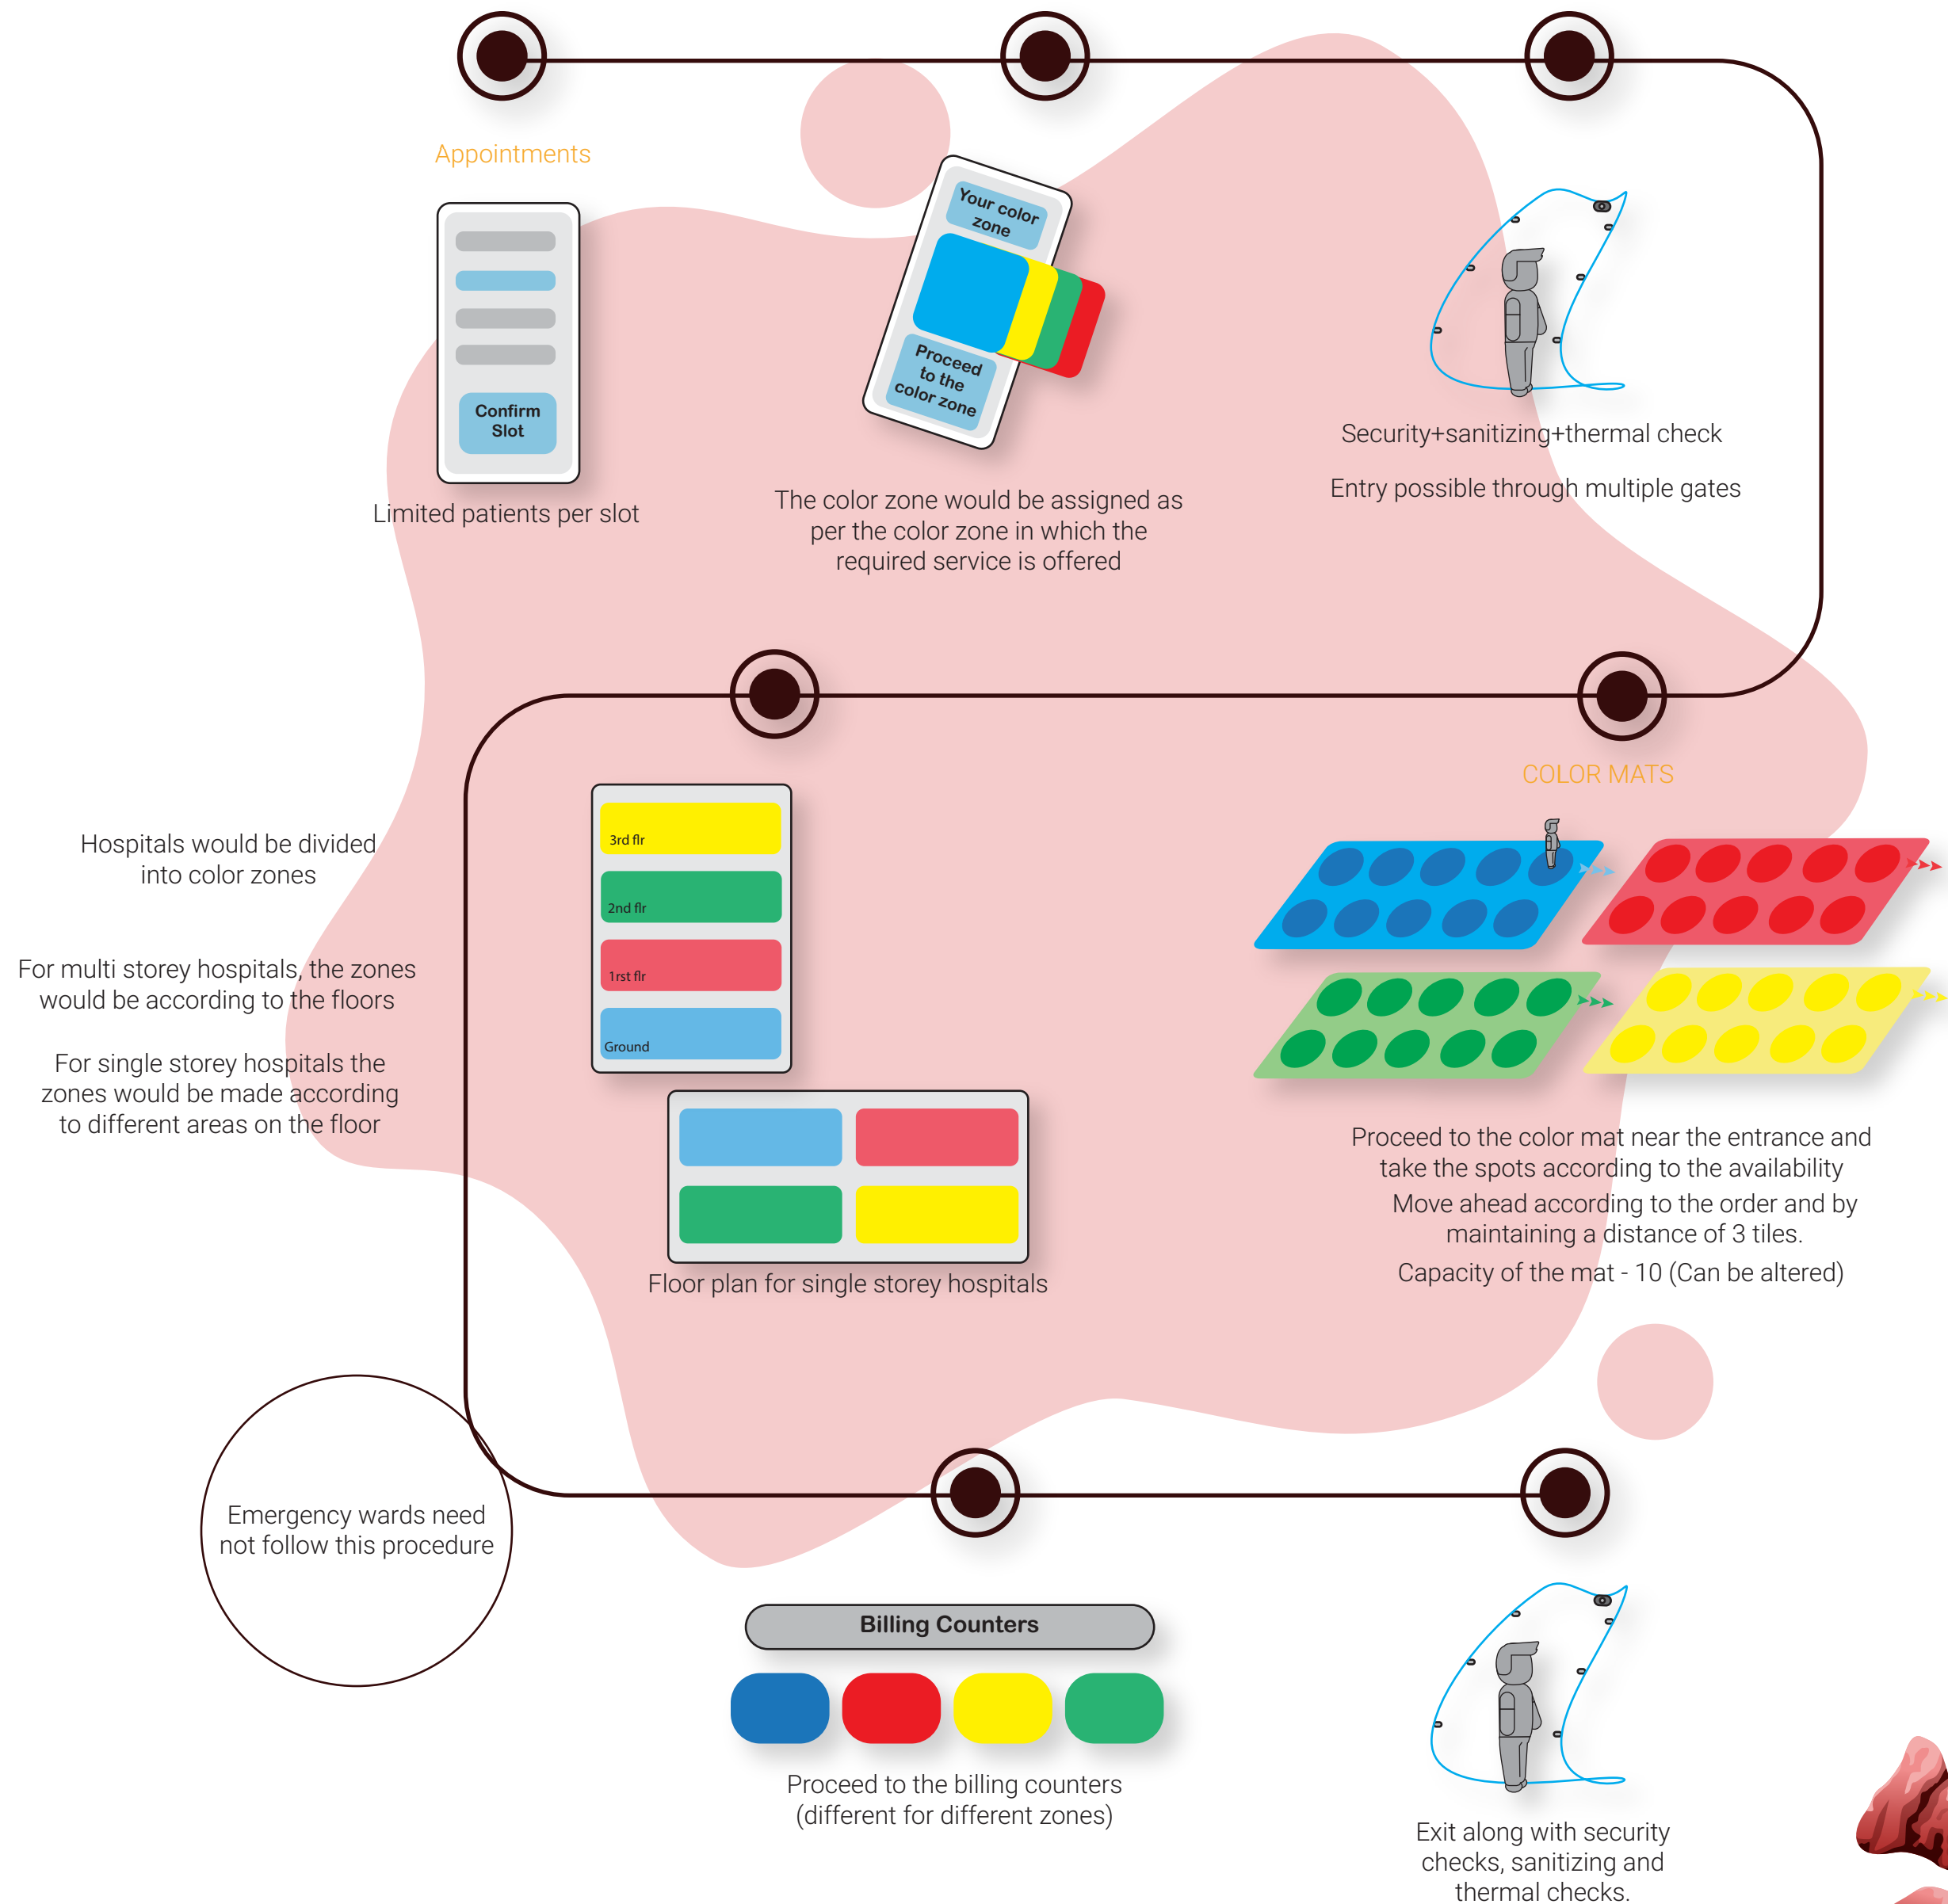 Appointments
Confirm
Slot
Limited patients per slot
Your color
zone
Proceed
to the
color zone
The color zone would be assigned as
per the color zone in which the
required service is offered
Security+sanitizing+thermal check
Entry possible through multiple gates
COLOR MATS
Proceed to the color mat near the entrance and
take the spots according to the availability
Move ahead according to the order and by
maintaining a distance of 3 tiles.
Capacity of the mat - 10 (Can be altered)
Hospitals would be divided
into color zones
For multi storey hospitals, the zones
would be according to the floors
For single storey hospitals the
zones would be made according
to different areas on the floor
3rd flr
2nd flr
1rst flr
Ground
Floor plan for single storey hospitals
Emergency wards need
not follow this procedure
Billing Counters
Proceed to the billing counters
(different for different zones)
Exit along with security
checks, sanitizing and
thermal checks.